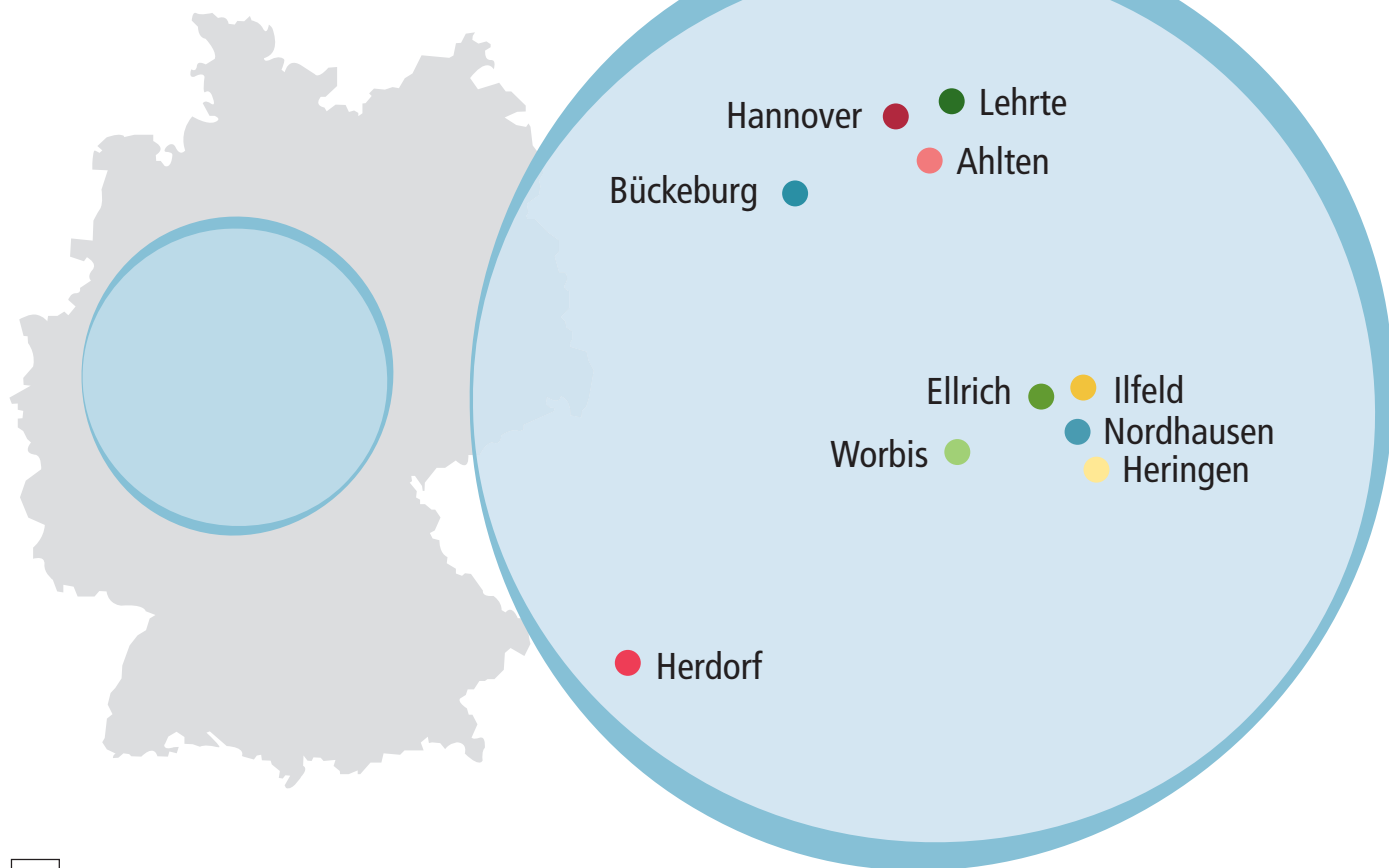 Lehrte
Hannover
Ahlten
Bückeburg
Ilfeld
Ellrich
Nordhausen
Worbis
Heringen
Herdorf